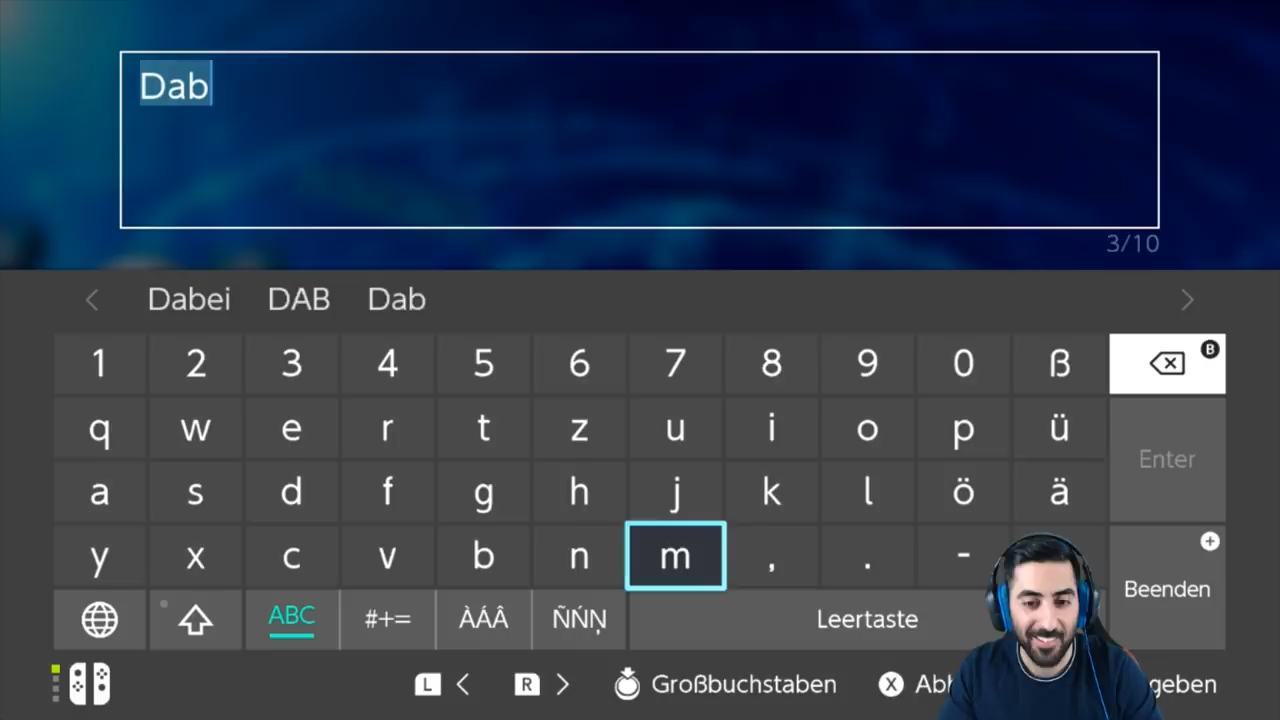 Dab
3/10
Dabei DAB Dab
1 2 3 4 5 6 7 8 9 0 ß B
q w e r t z u i o p ü
Enter
a s d f g h j k l ö ä
y x c v b n m , . -
Beenden
ABC #+= ÀÁÂ ÑŃŅ Leertaste
L R Großbuchstaben X